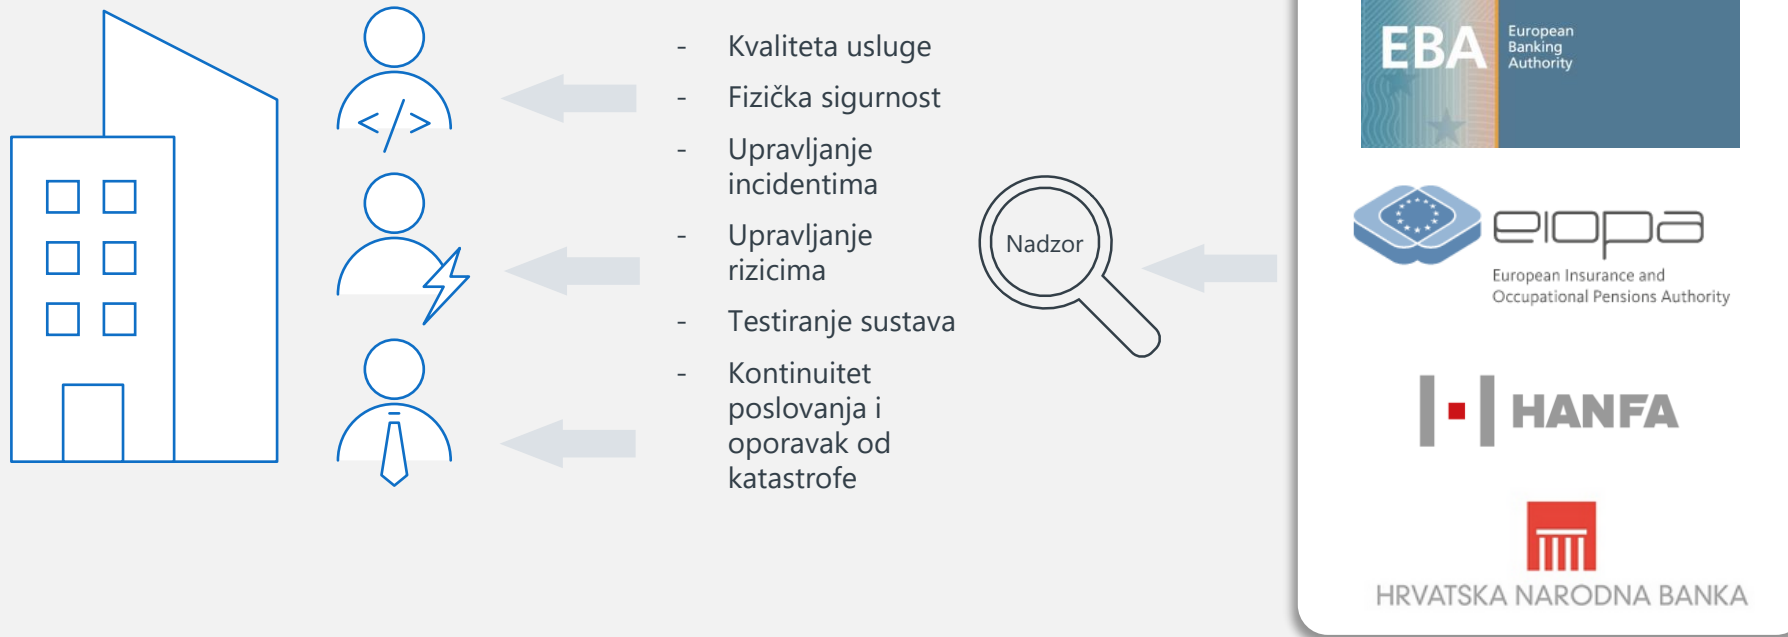 - Kvaliteta usluge
- Fizička sigurnost
- Upravljanje
incidentima
- Upravljanje
rizicima
- Testiranje sustava
- Kontinuitet
poslovanja i
oporavak od
katastrofe
</>
Nadzor
EBA
European
Banking
Authority
eiopa
European Insurance and
Occupational Pensions Authority
HANFA
HRVATSKA NARODNA BANKA